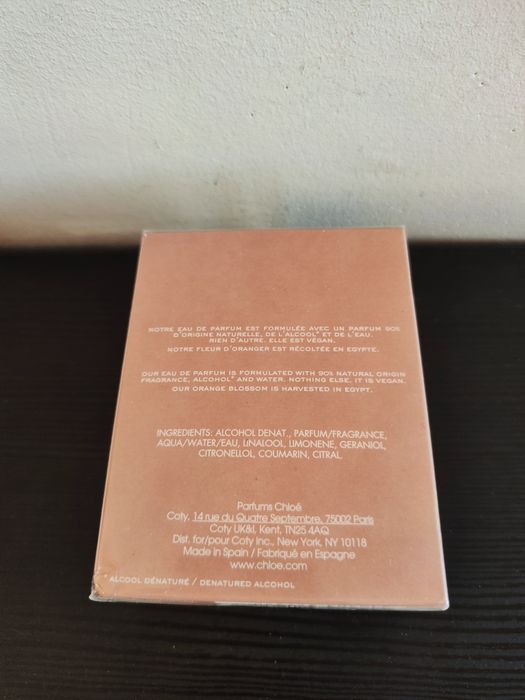 NOTRE EAU DE PARFUM EST FORMULÉE AVEC UN PARFUM 90%
D'ORIGINE NATURELLE, DE L'ALCOOL* ET DE L'EAU.
RIEN D'AUTRE. ELLE EST VÉGAN.
NOTRE FLEUR D'ORANGER EST RÉCOLTÉE EN EGYPTE.
OUR EAU DE PARFUM IS FORMULATED WITH 90% NATURAL ORIGIN
FRAGRANCE, ALCOHOL* AND WATER. NOTHING ELSE. IT IS VEGAN.
OUR ORANGE BLOSSOM IS HARVESTED IN EGYPT.
INGREDIENTS: ALCOHOL DENAT., PARFUM/FRAGRANCE,
AQUA/WATER/EAU, LINALOOL, LIMONENE, GERANIOL,
CITRONELLOL, COUMARIN, CITRAL.
Parfums Chloé
Coty, 14 rue du Quatre Septembre, 75002 Paris
Coty UK&I, Kent, TN25 4AQ
Dist. for/pour Coty Inc., New York, NY 10118
Made in Spain / Fabriqué en Espagne
www.chloe.com
* ALCOOL DÉNATURÉ / DENATURED ALCOHOL